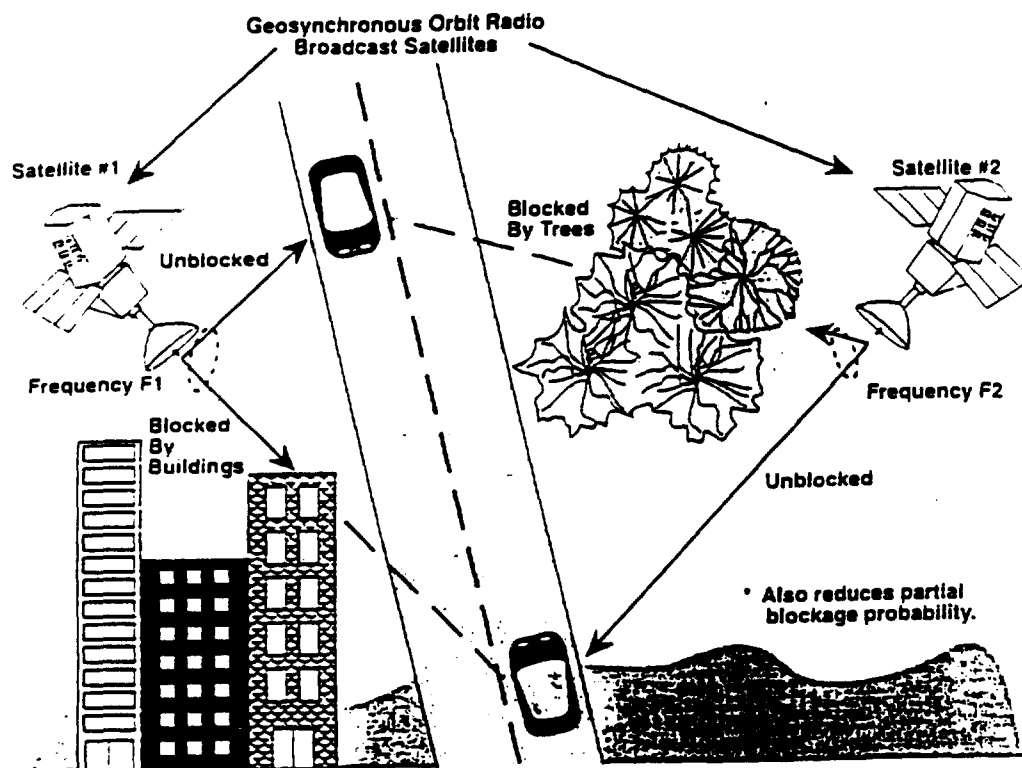 Geosynchronous Orbit Radio
Broadcast Satellites
Satellite #1
Satellite #2
Blocked
By Trees
Unblocked
Frequency F1
Frequency F2
Blocked
By
Buildings
Unblocked
* Also reduces partial
blockage probability.